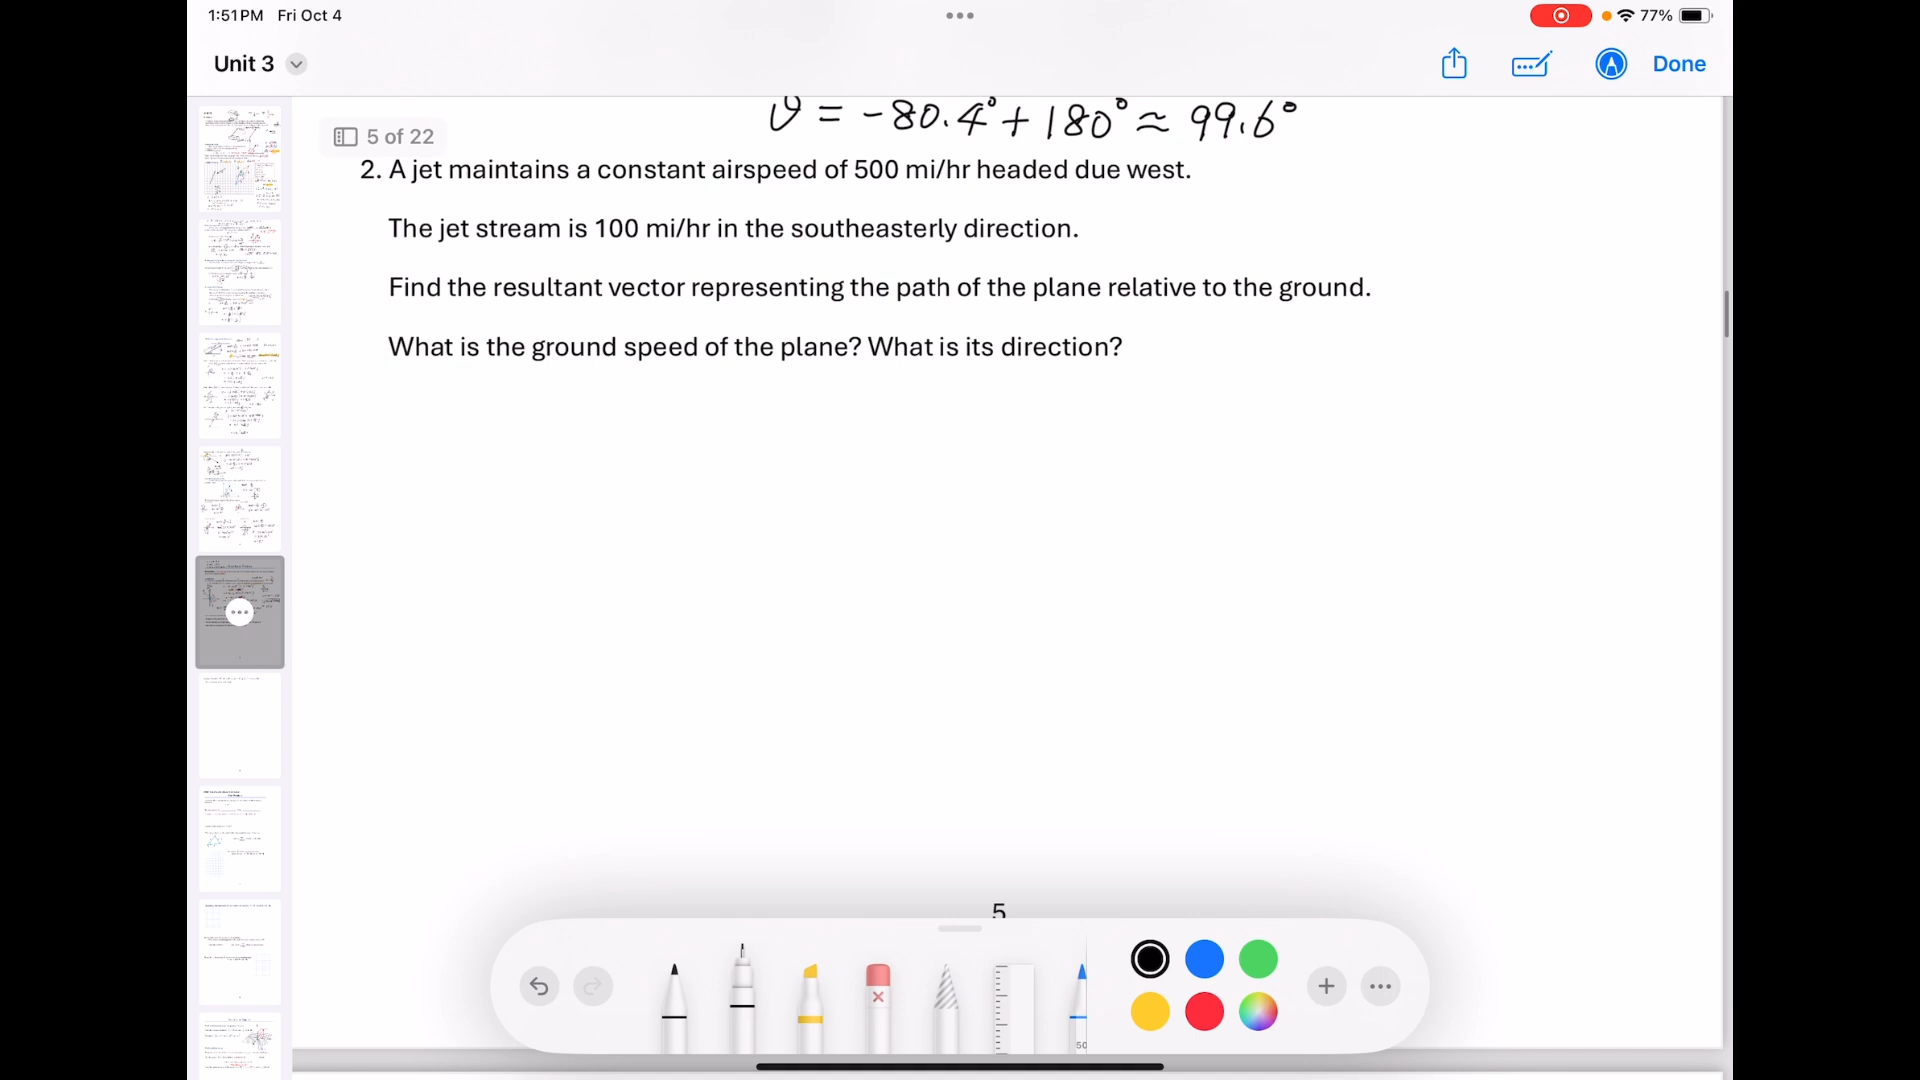 1:51 PM Fri Oct 4
77%
Unit 3
Done
5 of 22
θ = -80.4° + 180° ≈ 99.6°
2. A jet maintains a constant airspeed of 500 mi/hr headed due west.
The jet stream is 100 mi/hr in the southeasterly direction.
Find the resultant vector representing the path of the plane relative to the ground.
What is the ground speed of the plane? What is its direction?
5
50